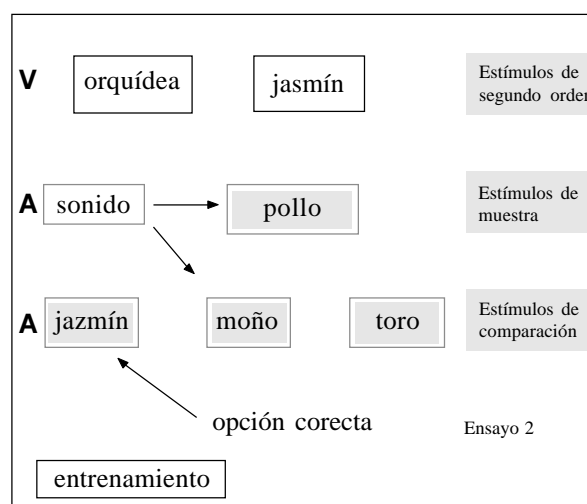 V orquídea jasmín Estímulos de
segundo orden
A sonido pollo Estímulos de
muestra
A jazmín moño toro Estímulos de
comparación
opción corecta Ensayo 2
entrenamiento